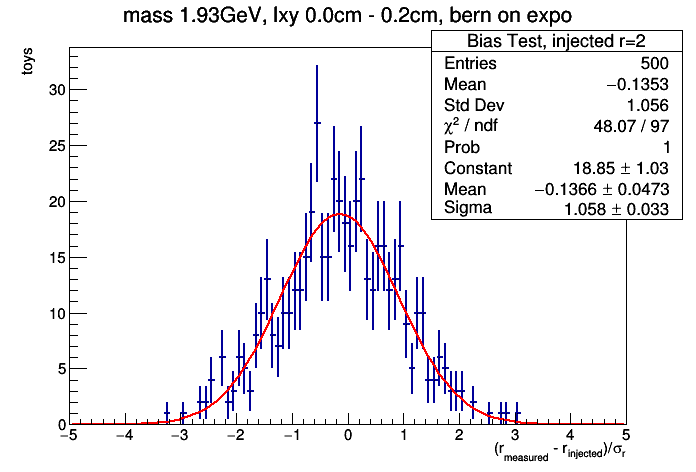 mass 1.93GeV, lxy 0.0cm - 0.2cm, bern on expo
toys
Bias Test, injected r=2
Entries 500
Mean −0.1353
Std Dev 1.056
χ² / ndf 48.07 / 97
Prob 1
Constant 18.85 ± 1.03
Mean −0.1366 ± 0.0473
Sigma 1.058 ± 0.033
30
25
20
15
10
5
0
−5 −4 −3 −2 −1 0 1 2 3 4 5
(r_measured - r_injected)/σ_r